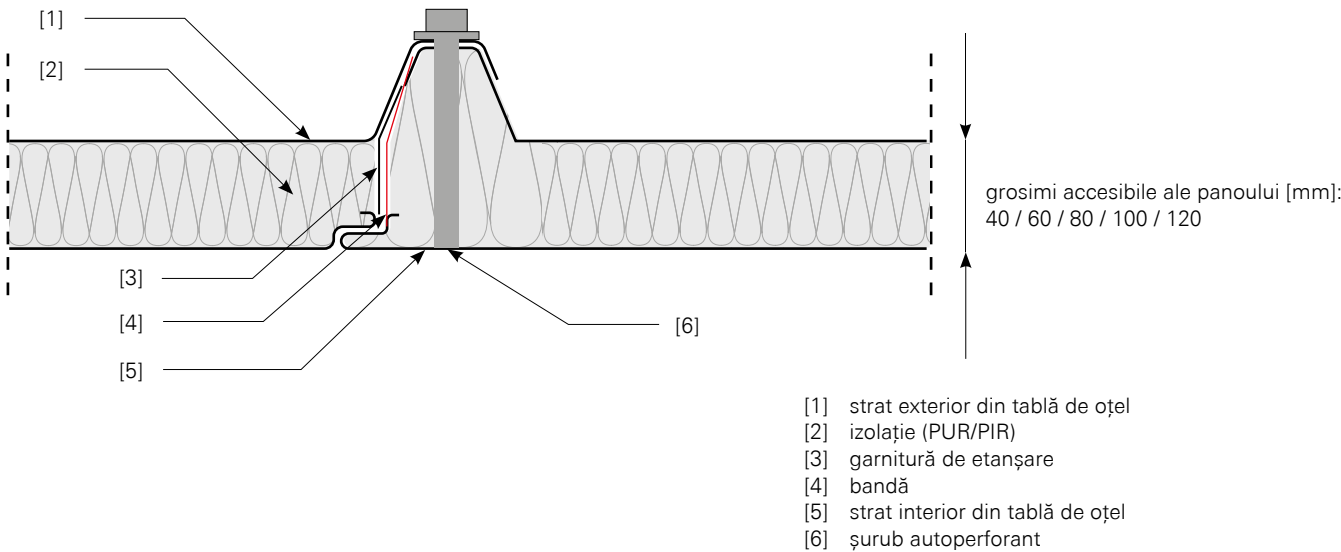 [1]
[2]
grosimi accesibile ale panoului [mm]:
40 / 60 / 80 / 100 / 120
[3]
[4]
[6]
[5]
[1] strat exterior din tablă de oțel
[2] izolație (PUR/PIR)
[3] garnitură de etanșare
[4] bandă
[5] strat interior din tablă de oțel
[6] șurub autoperforant